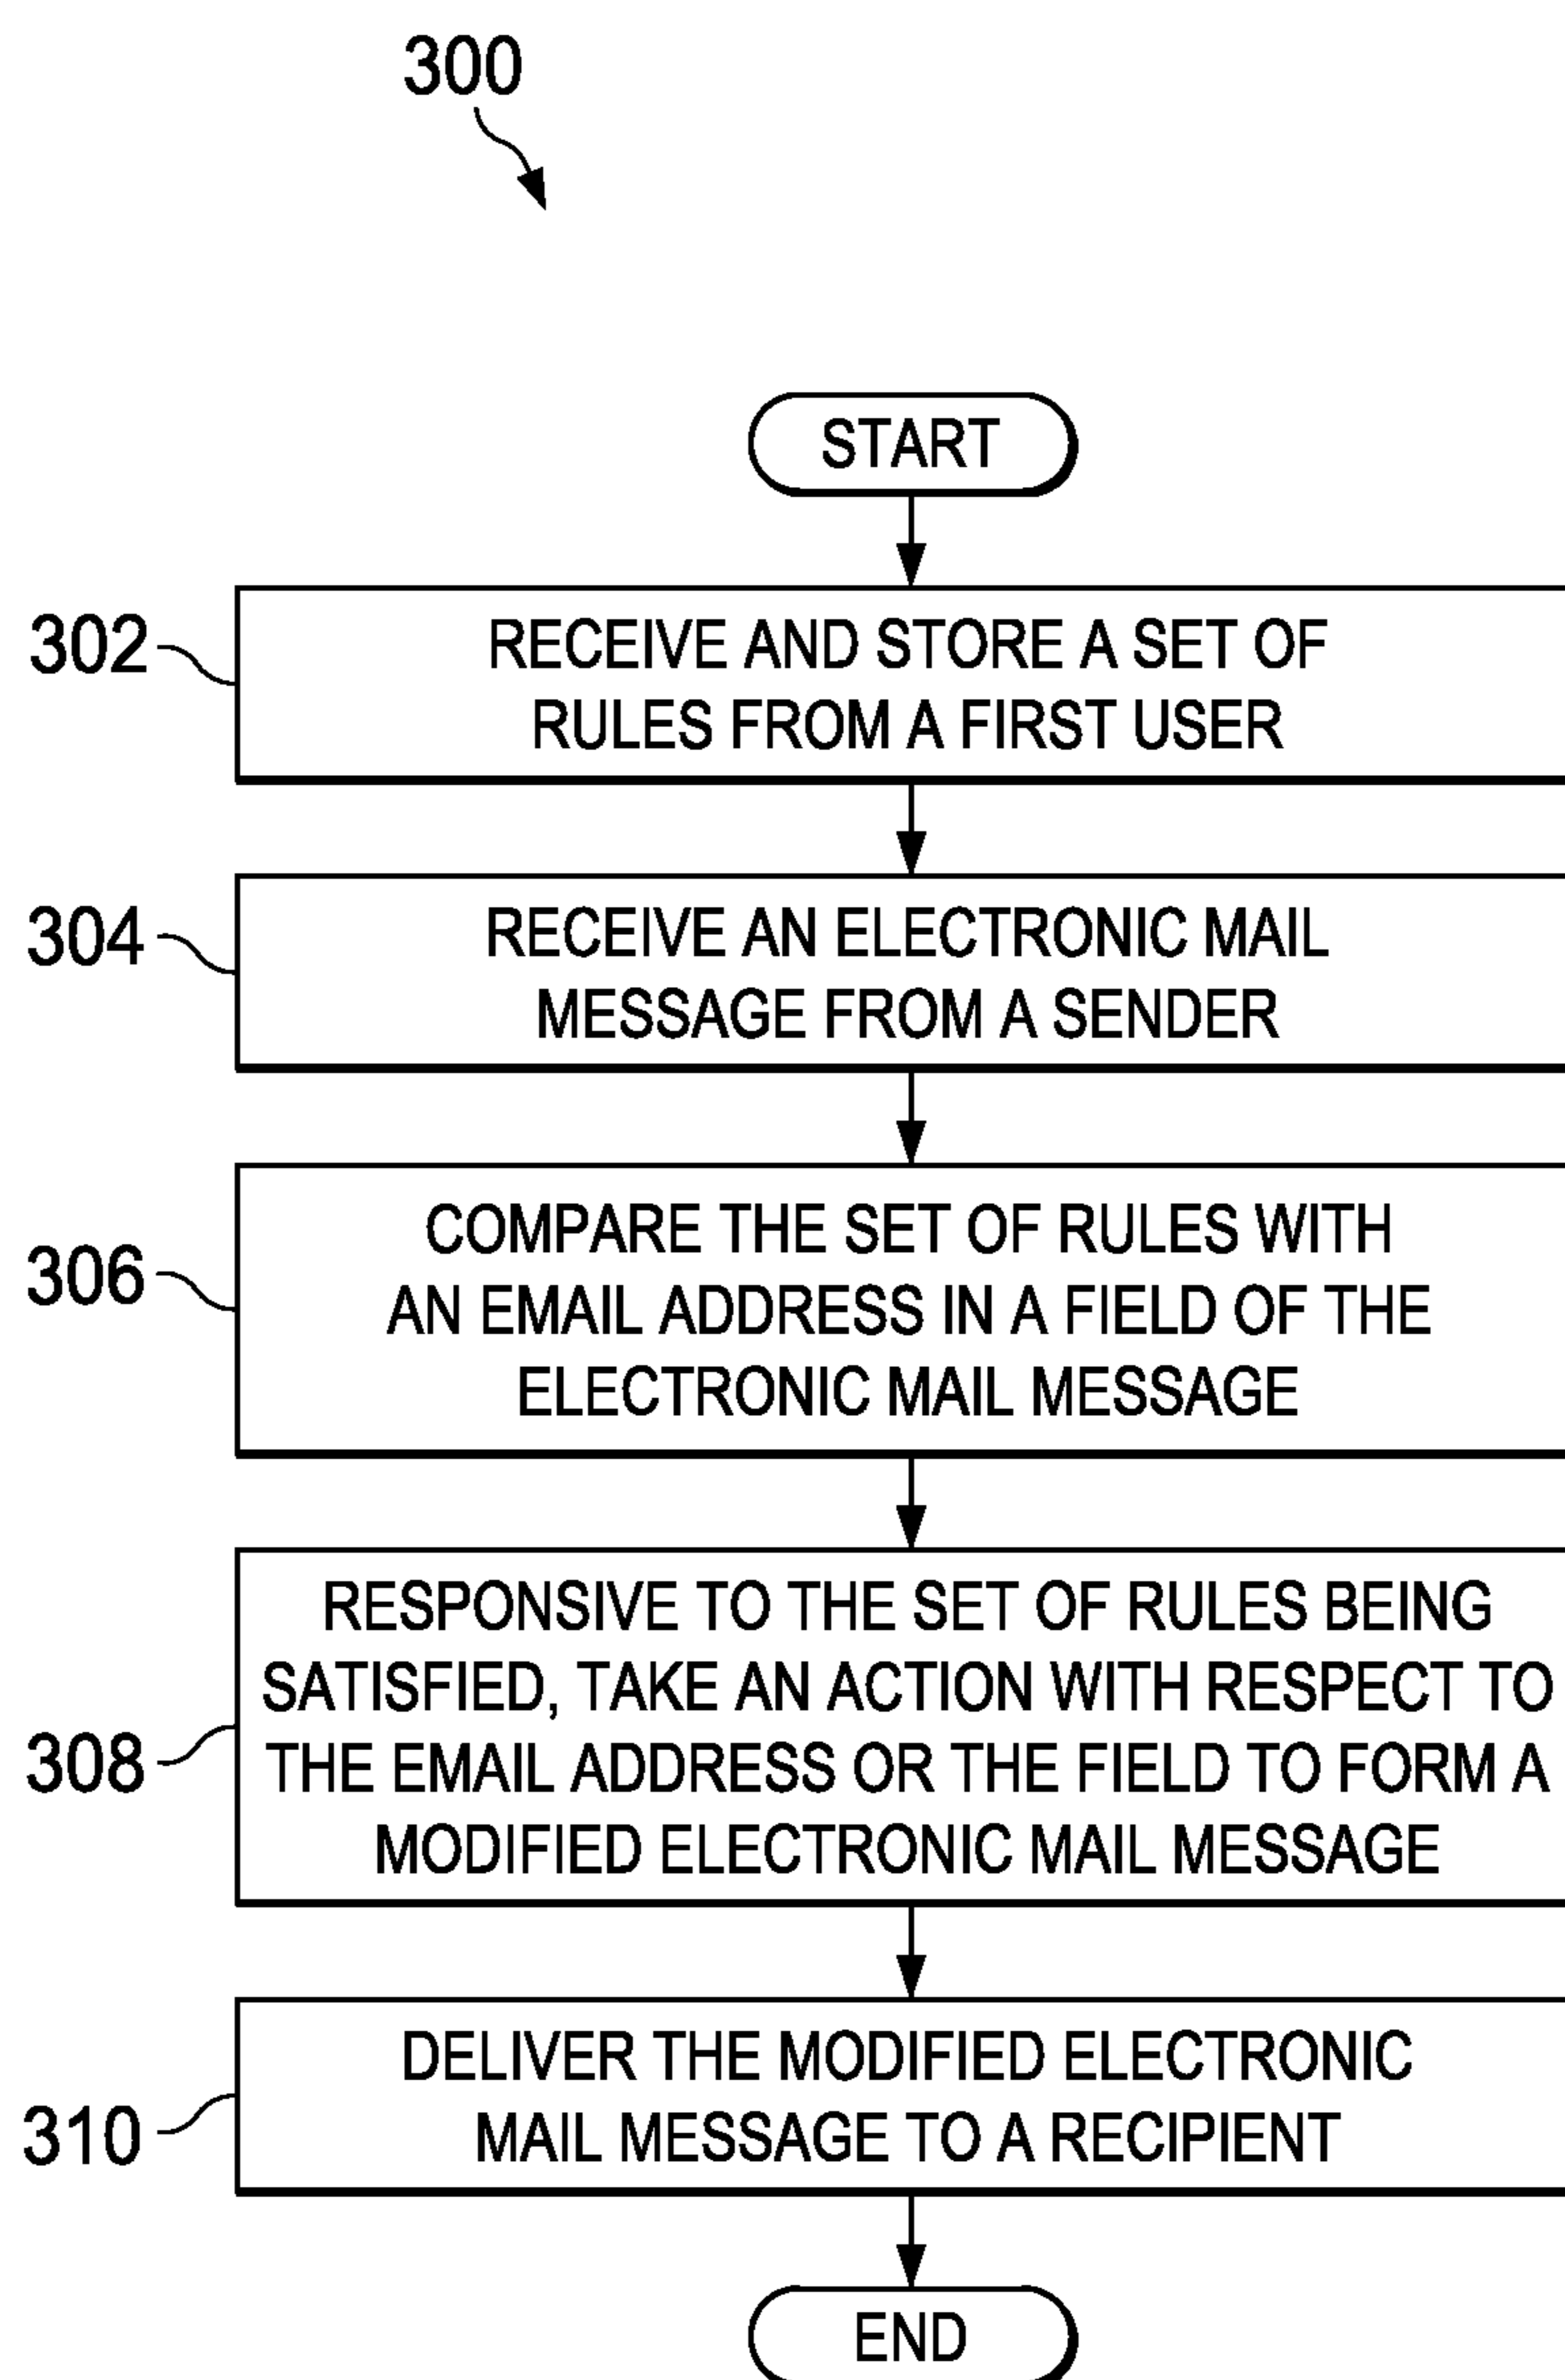 300
START
302
RECEIVE AND STORE A SET OF
RULES FROM A FIRST USER
304
RECEIVE AN ELECTRONIC MAIL
MESSAGE FROM A SENDER
306
COMPARE THE SET OF RULES WITH
AN EMAIL ADDRESS IN A FIELD OF THE
ELECTRONIC MAIL MESSAGE
308
RESPONSIVE TO THE SET OF RULES BEING
SATISFIED, TAKE AN ACTION WITH RESPECT TO
THE EMAIL ADDRESS OR THE FIELD TO FORM A
MODIFIED ELECTRONIC MAIL MESSAGE
310
DELIVER THE MODIFIED ELECTRONIC
MAIL MESSAGE TO A RECIPIENT
END